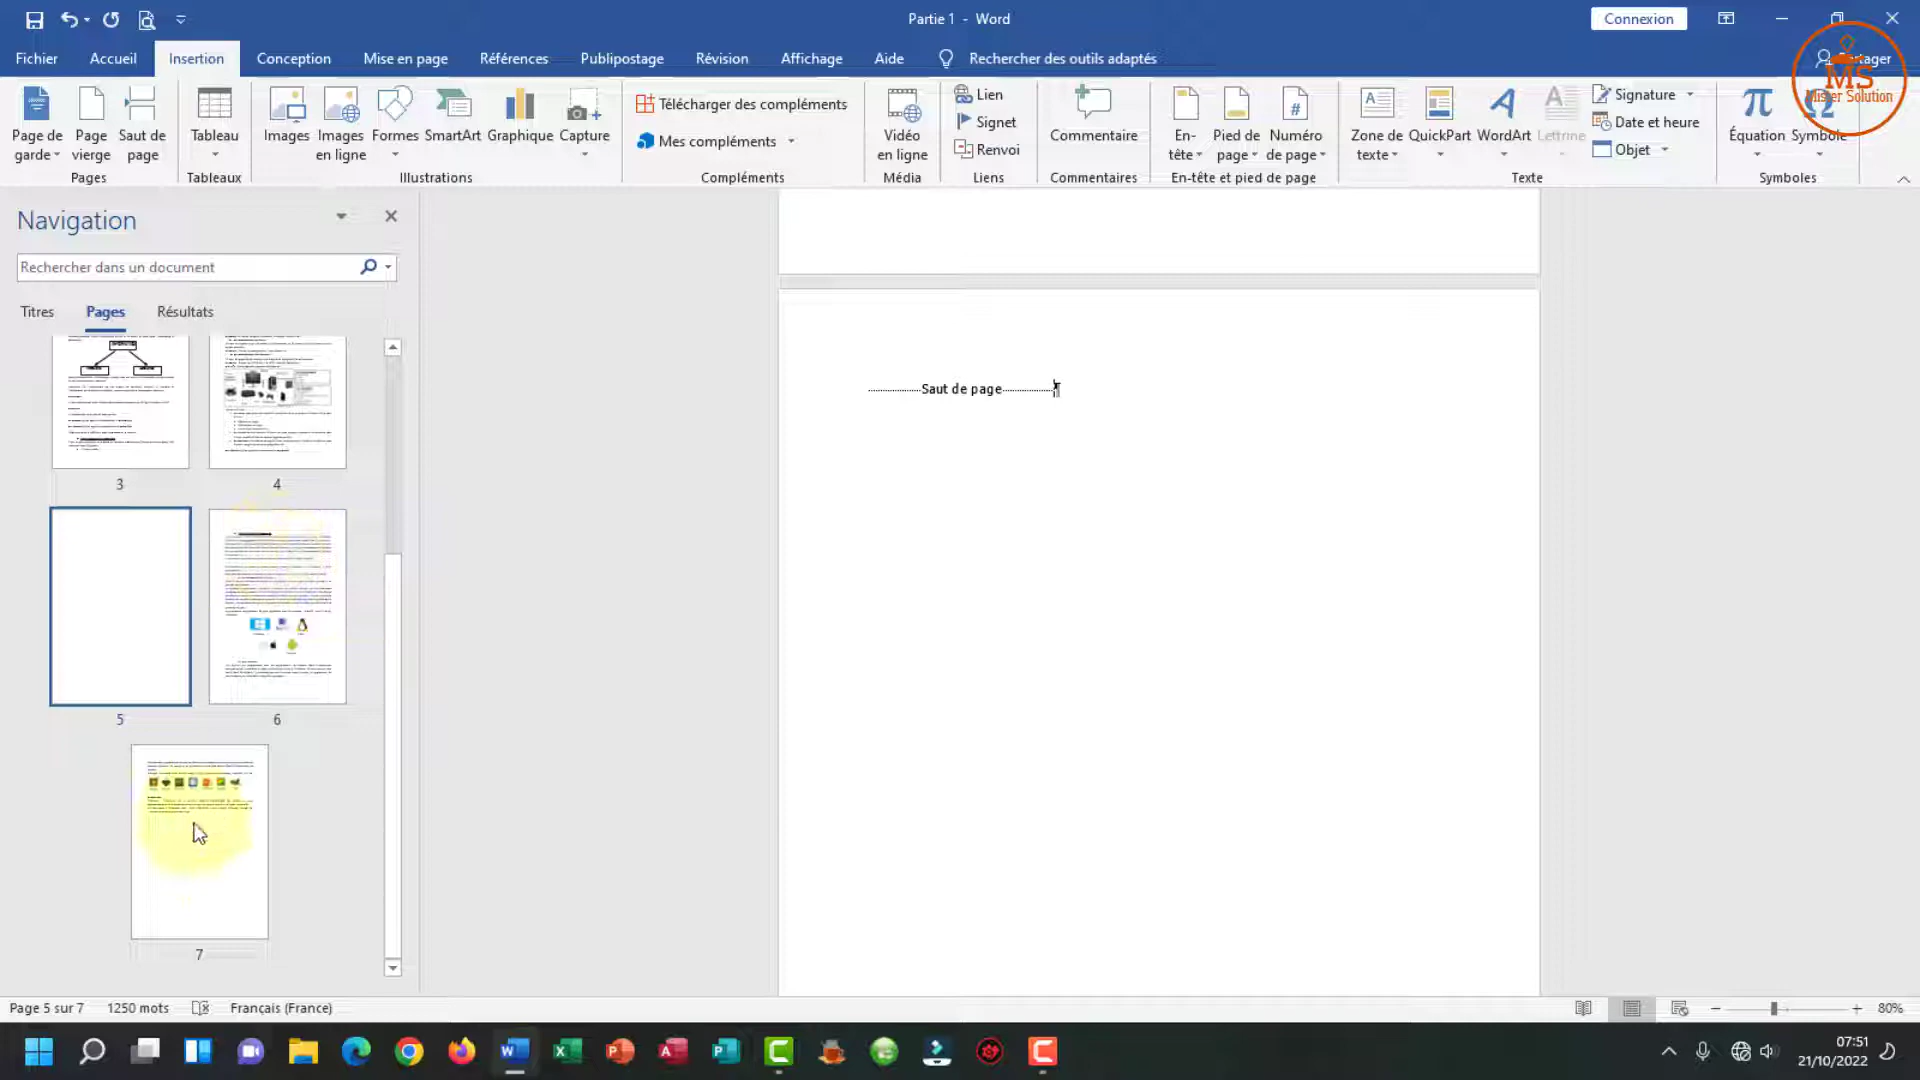 Partie 1 - Word
Connexion
Fichier
Accueil
Insertion
Conception
Mise en page
Références
Publipostage
Révision
Affichage
Aide
Rechercher des outils adaptés
MS
Mister Solution
Page de garde
Page vierge
Saut de page
Tableau
Images
Images en ligne
Formes
SmartArt
Graphique
Capture
Télécharger des compléments
Mes compléments
Vidéo en ligne
Lien
Signet
Renvoi
Commentaire
En-tête
Pied de page
Numéro de page
Zone de texte
QuickPart
WordArt
Lettrine
Signature
Date et heure
Objet
Équation
Symbole
Pages
Tableaux
Illustrations
Compléments
Média
Liens
Commentaires
En-tête et pied de page
Texte
Symboles
Navigation
Rechercher dans un document
Titres
Pages
Résultats
3
4
5
6
7
Saut de page
Page 5 sur 7
1250 mots
Français (France)
80%
07:51
21/10/2022